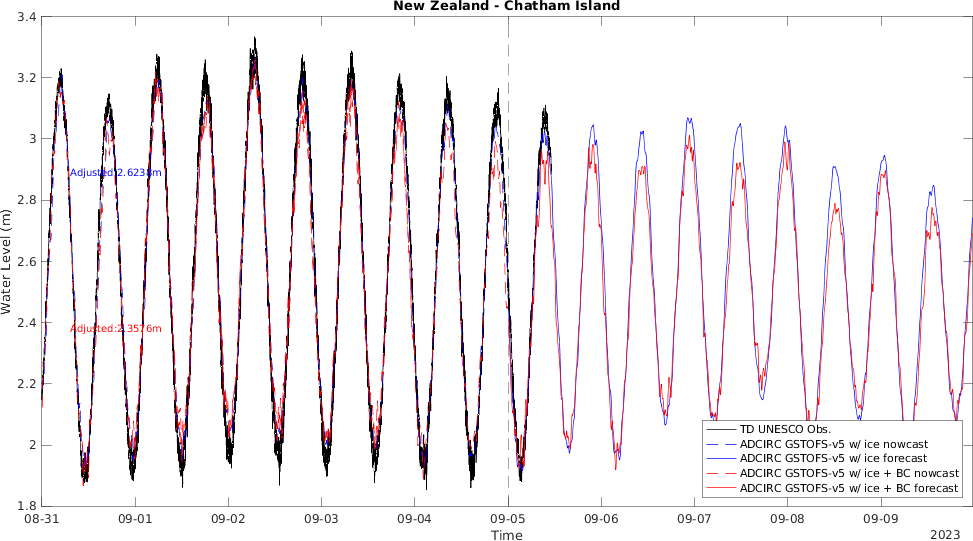 New Zealand - Chatham Island
3.4
3.2
3
2.8
2.6
2.4
2.2
2
1.8
Water Level (m)
Adjusted:2.6238m
Adjusted:2.3576m
TD UNESCO Obs.
ADCIRC GSTOFS-v5 w/ ice nowcast
ADCIRC GSTOFS-v5 w/ ice forecast
ADCIRC GSTOFS-v5 w/ ice + BC nowcast
ADCIRC GSTOFS-v5 w/ ice + BC forecast
08-31 09-01 09-02 09-03 09-04 09-05 09-06 09-07 09-08 09-09
Time
2023